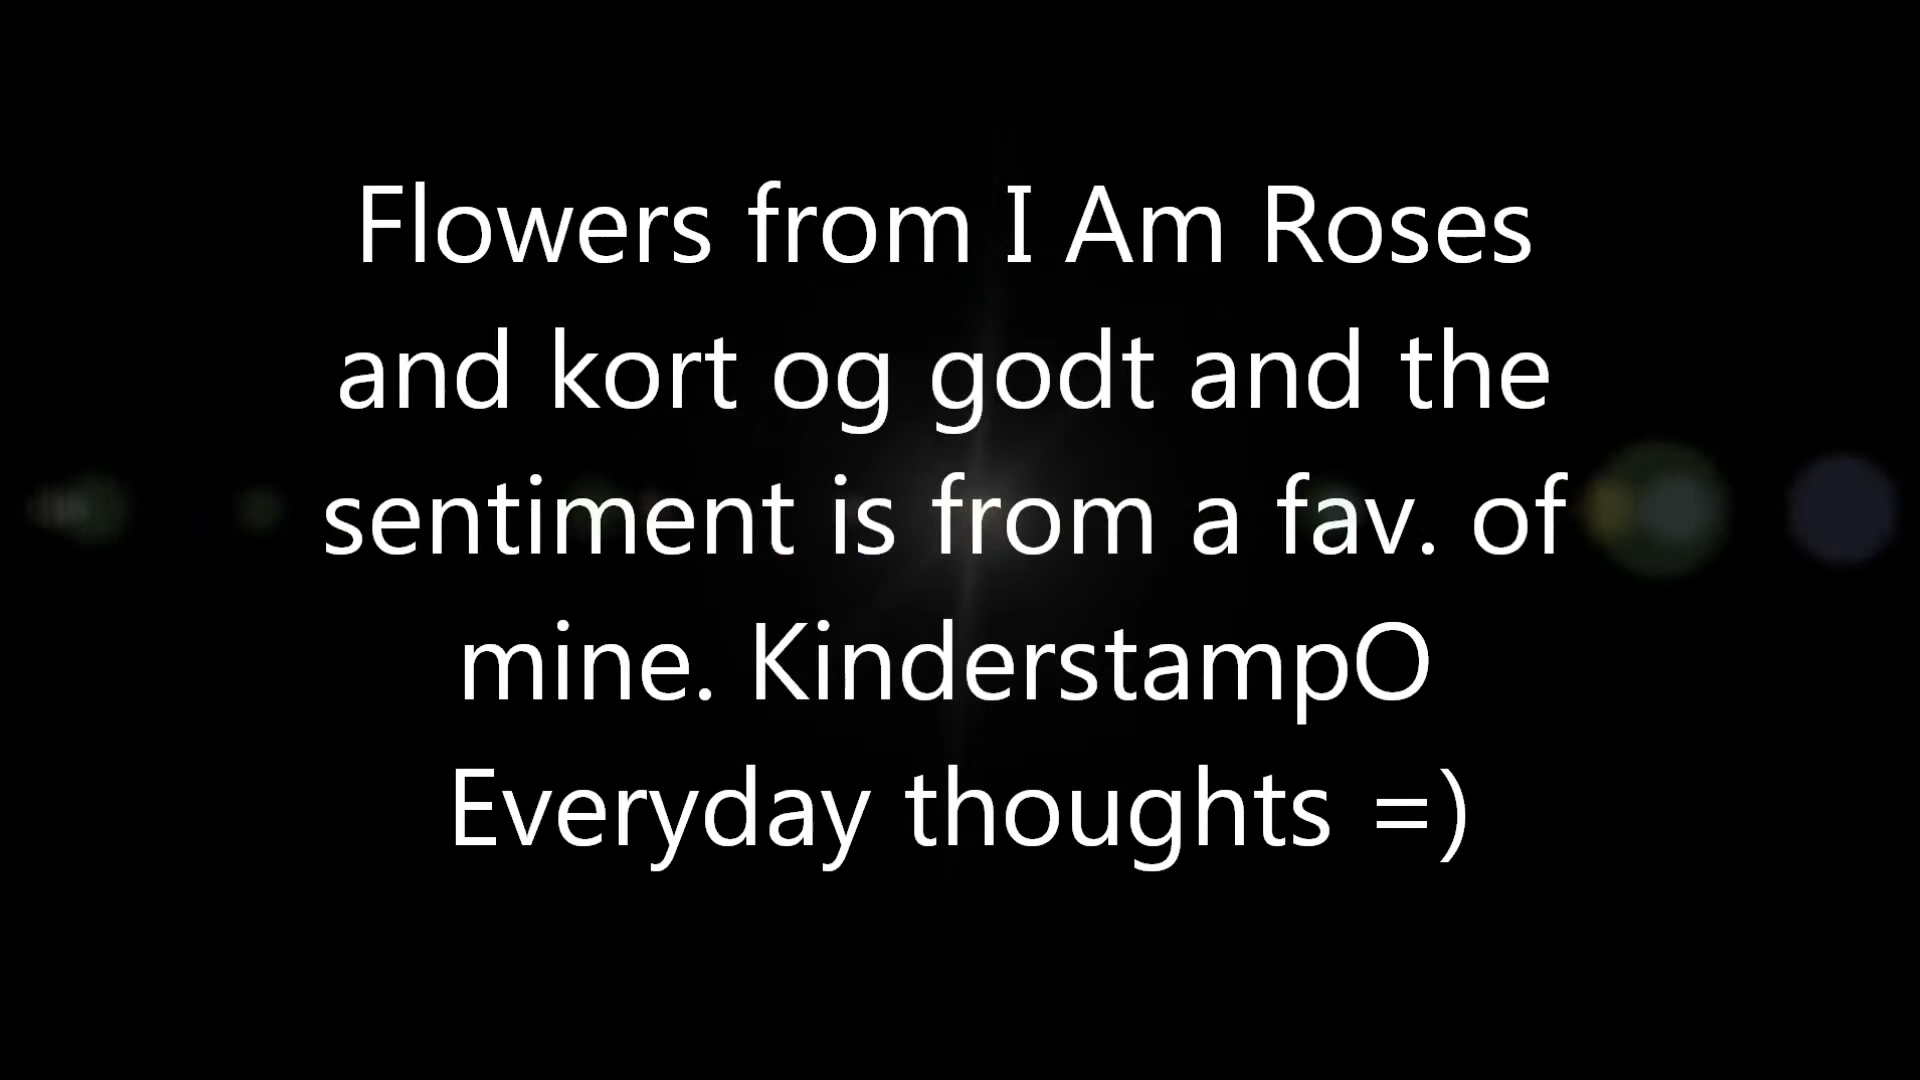 Flowers from I Am Roses
and kort og godt and the
sentiment is from a fav. of
mine. KinderstampO
Everyday thoughts =)